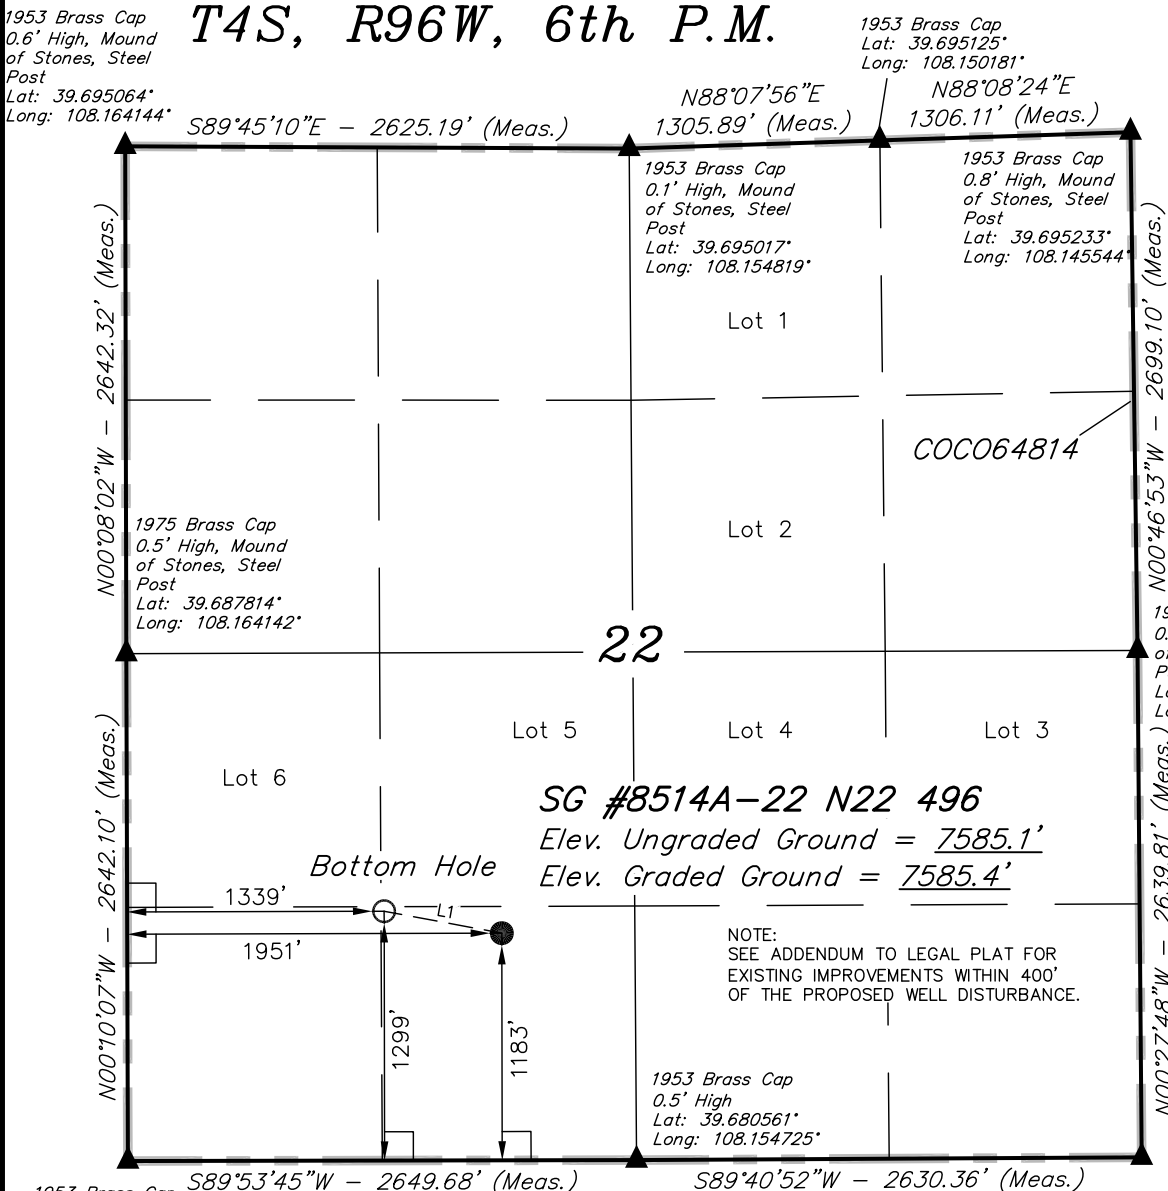 T4S, R96W, 6th P.M.
1953 Brass Cap
0.6' High, Mound
of Stones, Steel
Post
Lat: 39.695064°
Long: 108.164144°
1953 Brass Cap
Lat: 39.695125°
Long: 108.150181°
S89°45'10"E - 2625.19' (Meas.)
N88°07'56"E
1305.89' (Meas.)
N88°08'24"E
1306.11' (Meas.)
1953 Brass Cap
0.1' High, Mound
of Stones, Steel
Post
Lat: 39.695017°
Long: 108.154819°
1953 Brass Cap
0.8' High, Mound
of Stones, Steel
Post
Lat: 39.695233°
Long: 108.145544°
N00°08'02"W - 2642.32' (Meas.)
N00°46'53"W - 2699.10' (Meas.)
Lot 1
COC064814
1975 Brass Cap
0.5' High, Mound
of Stones, Steel
Post
Lat: 39.687814°
Long: 108.164142°
Lot 2
22
Lot 5
Lot 4
Lot 3
Lot 6
SG #8514A-22 N22 496
Elev. Ungraded Ground = 7585.1'
Elev. Graded Ground = 7585.4'
Bottom Hole
1339'
L1
1951'
1299'
1183'
NOTE:
SEE ADDENDUM TO LEGAL PLAT FOR
EXISTING IMPROVEMENTS WITHIN 400'
OF THE PROPOSED WELL DISTURBANCE.
N00°10'07"W - 2642.10' (Meas.)
N00°27'48"W - 2639.81' (Meas.)
1953 Brass Cap
0.5' High
Lat: 39.680561°
Long: 108.154725°
S89°53'45"W - 2649.68' (Meas.)
S89°40'52"W - 2630.36' (Meas.)
1953 Brass Cap